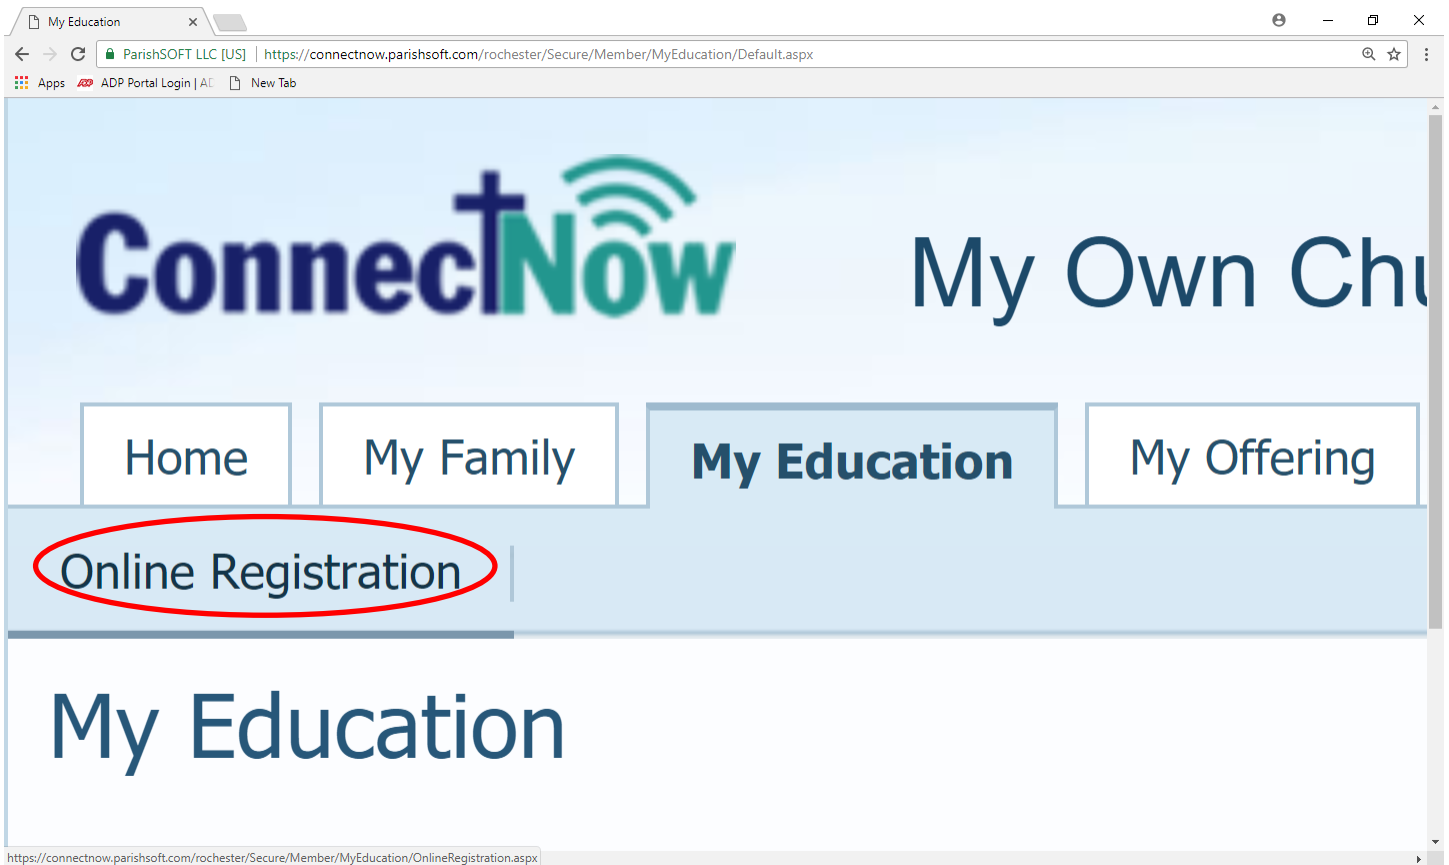 My Education
ParishSOFT LLC [US] https://connectnow.parishsoft.com/rochester/Secure/Member/MyEducation/Default.aspx
Apps ADP ADP Portal Login | AD New Tab
ConnectNow
My Own Chu
Home My Family My Education My Offering
Online Registration
My Education
https://connectnow.parishsoft.com/rochester/Secure/Member/MyEducation/OnlineRegistration.aspx